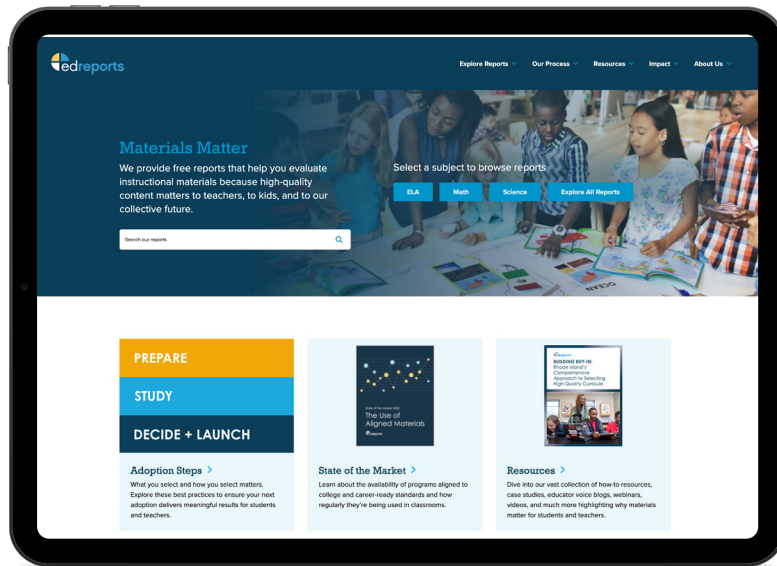 edreports
Explore Reports
Our Process
Resources
Impact
About Us
Materials Matter
We provide free reports that help you evaluate
instructional materials because high-quality
content matters to teachers, to kids, and to our
collective future.
Search our reports
Select a subject to browse reports
ELA
Math
Science
Explore All Reports
OCEAN
PREPARE
STUDY
DECIDE + LAUNCH
Adoption Steps >
What you select and how you select matters.
Explore these best practices to ensure your next
adoption delivers meaningful results for students
and teachers.
The Use of
Aligned Materials
edreports
State of the Market >
Learn about the availability of programs aligned to
college and career-ready standards and how
regularly they're being used in classrooms.
edreports
BUILDING BUY-IN:
Rhode Island's
Comprehensive
Approach to Selecting
High-Quality Curricula
Resources >
Dive into our vast collection of how-to resources,
case studies, educator voice blogs, webinars,
videos, and much more highlighting why materials
matter for students and teachers.